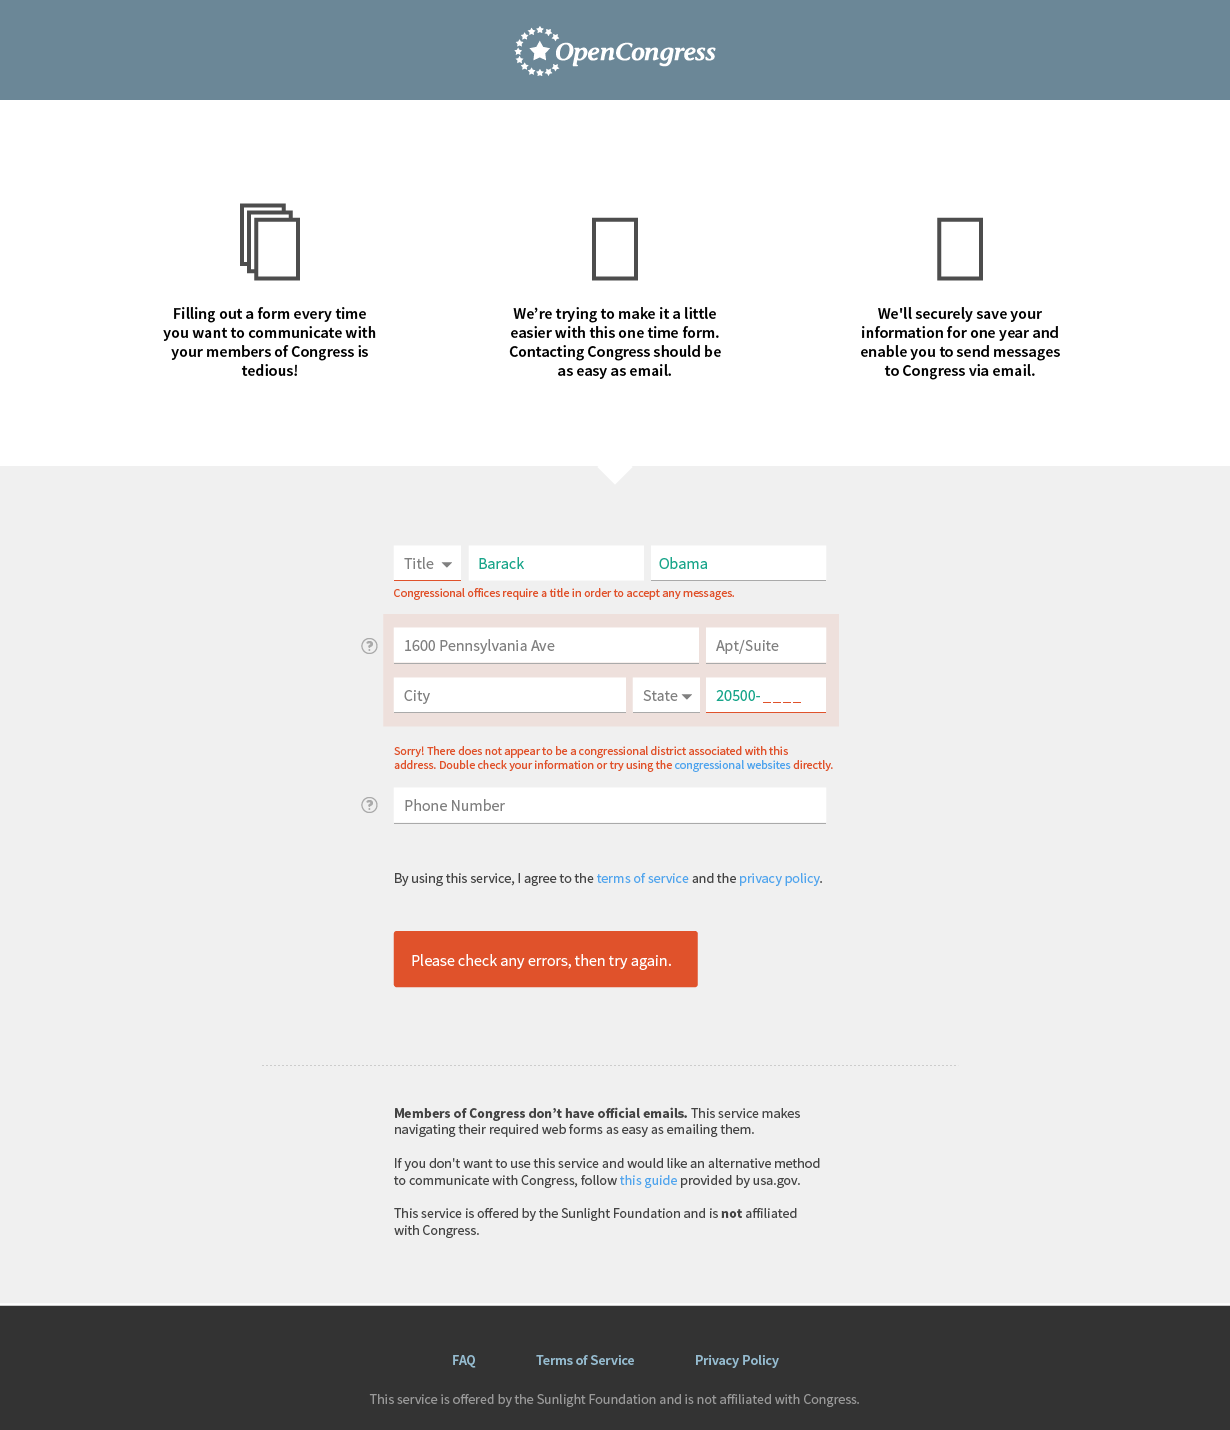 OpenCongress
Filling out a form every time
you want to communicate with
your members of Congress is
tedious!
We’re trying to make it a little
easier with this one time form.
Contacting Congress should be
as easy as email.
We'll securely save your
information for one year and
enable you to send messages
to Congress via email.
Title Barack Obama
Congressional offices require a title in order to accept any messages.
? 1600 Pennsylvania Ave Apt/Suite
City State 20500-____
Sorry! There does not appear to be a congressional district associated with this
address. Double check your information or try using the congressional websites directly.
? Phone Number
By using this service, I agree to the terms of service and the privacy policy.
Please check any errors, then try again.
Members of Congress don’t have official emails. This service makes
navigating their required web forms as easy as emailing them.
If you don't want to use this service and would like an alternative method
to communicate with Congress, follow this guide provided by usa.gov.
This service is offered by the Sunlight Foundation and is not affiliated
with Congress.
FAQ Terms of Service Privacy Policy
This service is offered by the Sunlight Foundation and is not affiliated with Congress.